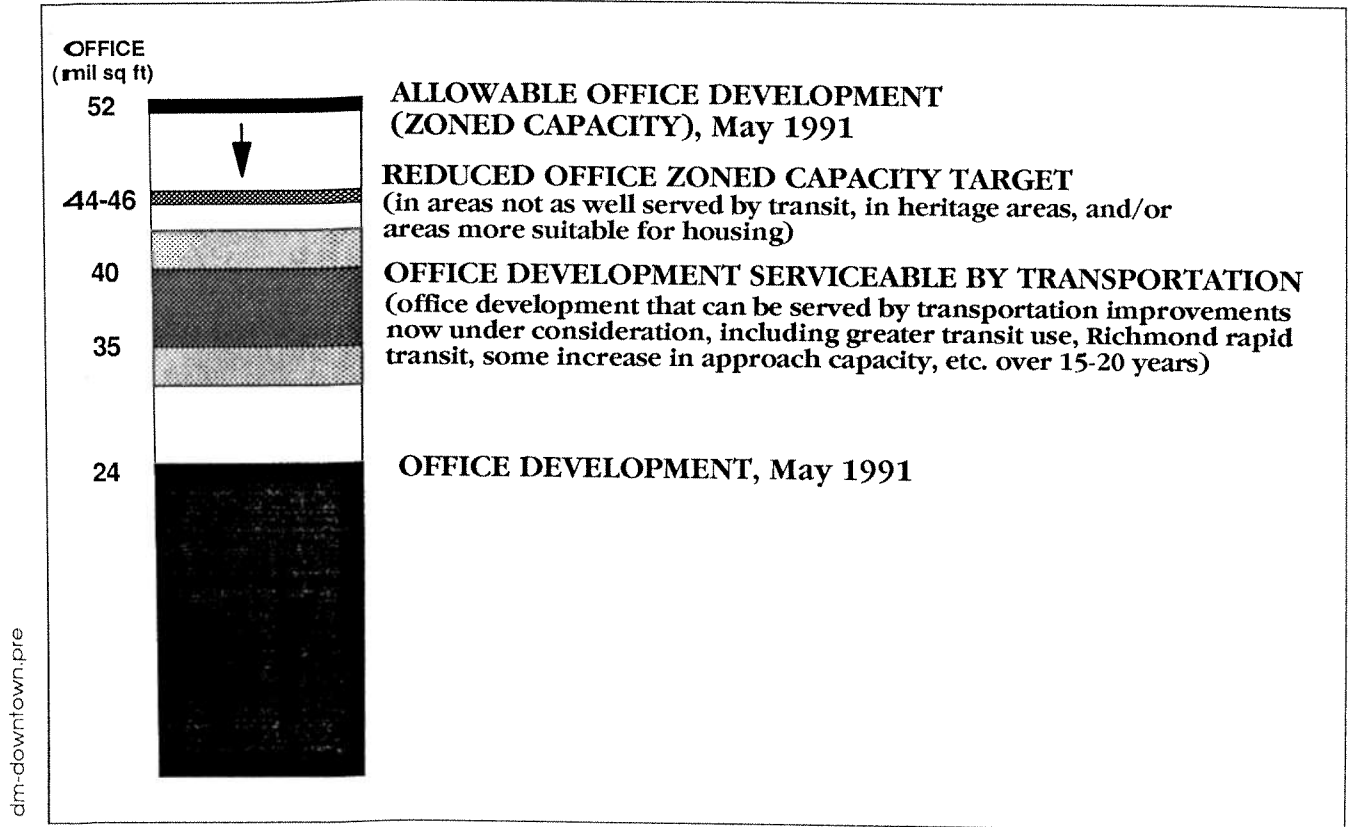 OFFICE
(mil sq ft)
52
ALLOWABLE OFFICE DEVELOPMENT
(ZONED CAPACITY), May 1991
44-46
REDUCED OFFICE ZONED CAPACITY TARGET
(in areas not as well served by transit, in heritage areas, and/or
areas more suitable for housing)
40
OFFICE DEVELOPMENT SERVICEABLE BY TRANSPORTATION
(office development that can be served by transportation improvements
now under consideration, including greater transit use, Richmond rapid
transit, some increase in approach capacity, etc. over 15-20 years)
35
24
OFFICE DEVELOPMENT, May 1991
dm-downtown.pre